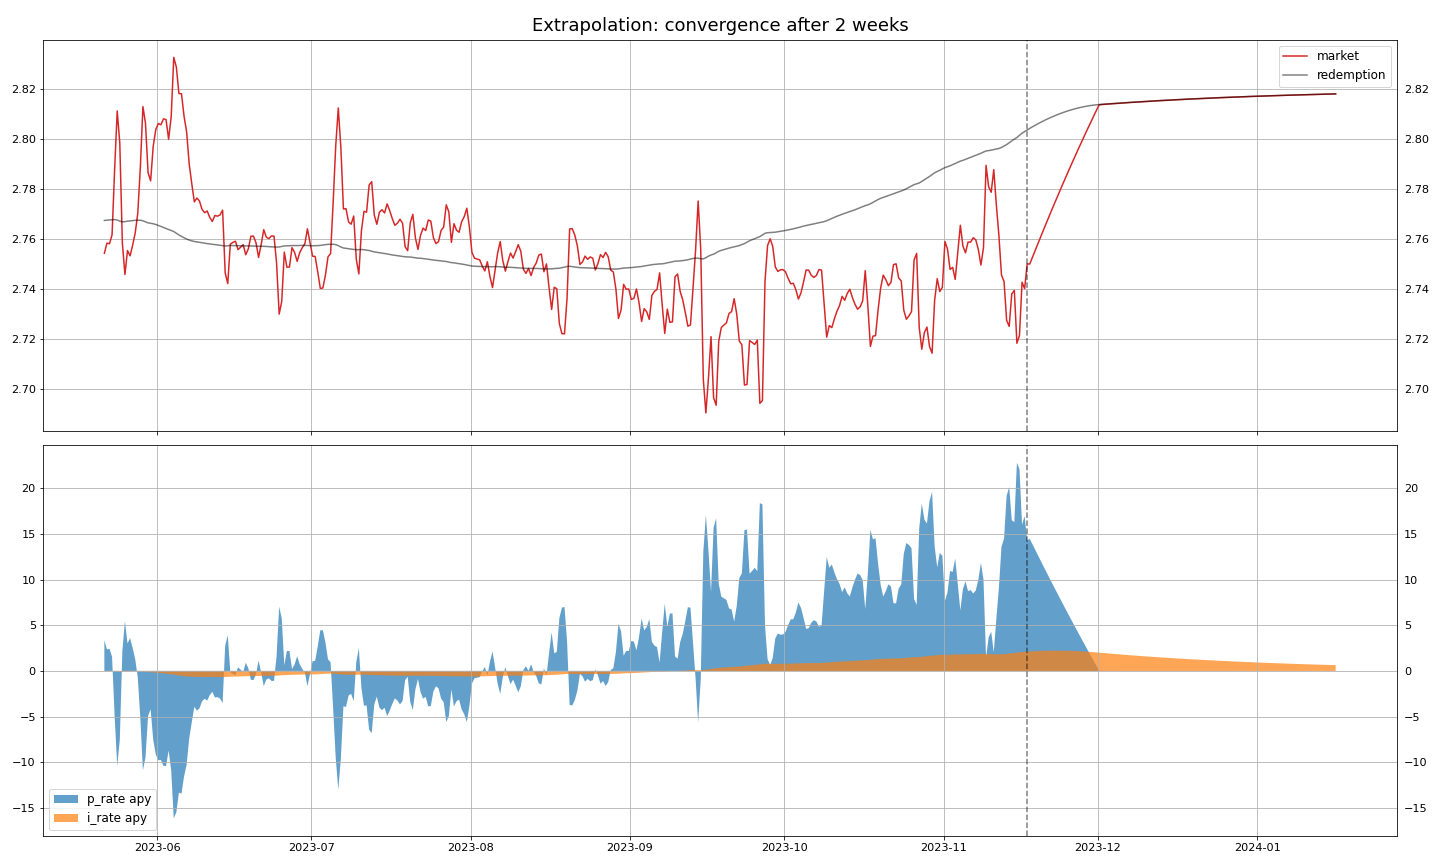 Extrapolation: convergence after 2 weeks
market
redemption
2.82 2.82
2.80 2.80
2.78 2.78
2.76 2.76
2.74 2.74
2.72 2.72
2.70 2.70
20 20
15 15
10 10
5 5
0 0
−5 −5
−10 −10
−15 −15
p_rate apy
i_rate apy
2023-06 2023-07 2023-08 2023-09 2023-10 2023-11 2023-12 2024-01